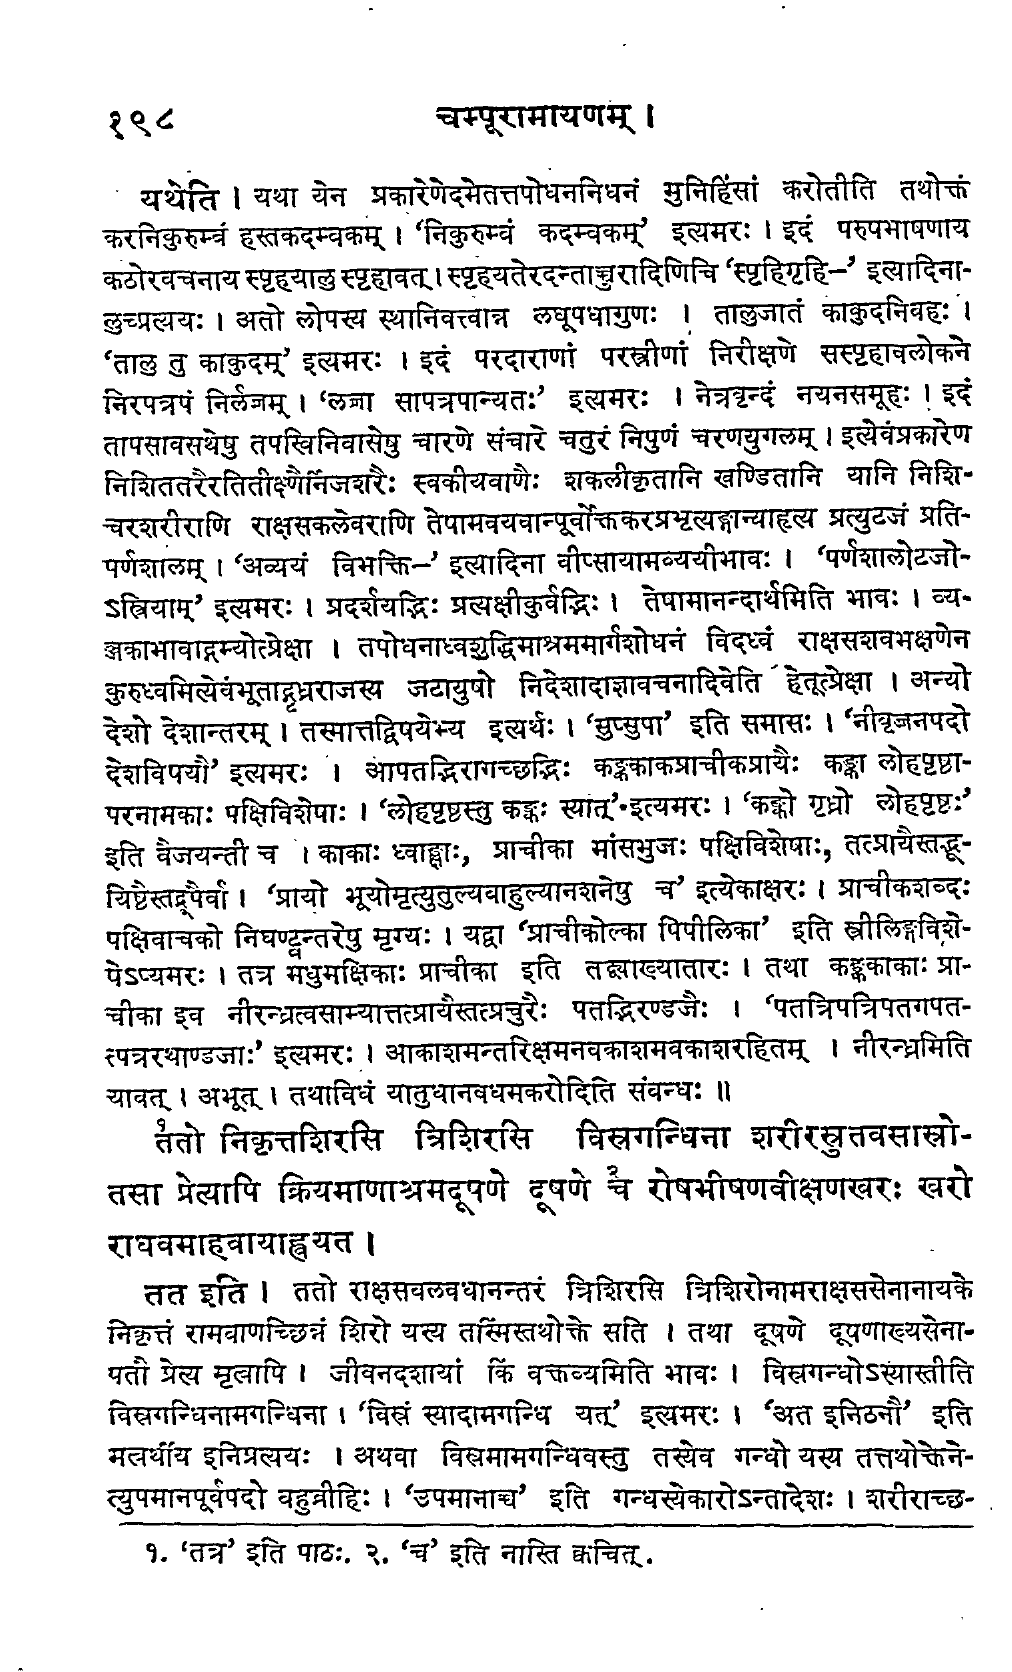 १९८ चम्पूरामायणम् ।
यथेति । यथा येन प्रकारेणेदमेतत्तपोधननिधनं मुनिहिंसां करोतीति तथोक्तं
करनिकुरुम्बं हस्तकदम्वकम् । ‘निकुरुम्वं कदम्वकम्’ इत्यमरः । इदं परुषभाषणाय
कठोरवचनाय स्पृहयालु स्पृहावत् । स्पृहयतेरदन्ताच्चुरादिणिचि ‘स्पृहिगृहि–’ इत्यादिना-
लुच्प्रत्ययः । अतो लोपस्य स्थानिवत्त्वान्न लघूपधागुणः । तालुजातं काकुदनिवहः ।
‘तालु तु काकुदम्’ इत्यमरः । इदं परदाराणां परस्त्रीणां निरीक्षणे सस्पृहावलोकने
निरपत्रपं निर्लज्जम् । ‘लज्जा सापत्रपान्यतः’ इत्यमरः । नेत्रवृन्दं नयनसमूहः । इदं
तापसावसथेषु तपस्विनिवासेषु चारणे संचारे चतुरं निपुणं चरणयुगलम् । इत्येवंप्रकारेण
निशिततरैरतितीक्ष्णैर्निजशरैः स्वकीयवाणैः शकलीकृतानि खण्डितानि यानि निशि-
चरशरीराणि राक्षसकलेवराणि तेषामवयवान्पूर्वोक्तकरप्रभृत्यङ्गान्याहृत्य प्रत्युटजं प्रति-
पर्णशालम् । ‘अव्ययं विभक्ति–’ इत्यादिना वीप्सायामव्ययीभावः । ‘पर्णशालोटजो-
ऽस्त्रियाम्’ इत्यमरः । प्रदर्शयद्भिः प्रत्यक्षीकुर्वद्भिः । तेषामानन्दार्थमिति भावः । व्य-
ञ्जकाभावाद्गम्योत्प्रेक्षा । तपोधनाध्वशुद्धिमाश्रममार्गशोधनं विदध्वं राक्षसशवभक्षणेन
कुरुध्वमित्येवंभूताद्गृध्रराजस्य जटायुषो निदेशादाज्ञावचनादिवेति हेतूत्प्रेक्षा । अन्यो
देशो देशान्तरम् । तस्मात्तद्विषयेभ्य इत्यर्थः । ‘सुप्सुपा’ इति समासः । ‘नीवृज्जनपदो
देशविषयौ’ इत्यमरः । आपतद्भिरागच्छद्भिः कङ्ककाकप्राचीकप्रायैः कङ्का लोहपृष्ठा-
परनामकाः पक्षिविशेषाः । ‘लोहपृष्ठस्तु कङ्कः स्यात्’ इत्यमरः । ‘कङ्को गृध्रो लोहपृष्ठः’
इति वैजयन्ती च । काकाः ध्वाङ्क्षाः, प्राचीका मांसभुजः पक्षिविशेषाः, तत्प्रायैस्तद्भू-
यिष्ठैस्तद्रूपैर्वा । ‘प्रायो भूयोमृत्युतुल्यवाहुल्यानशनेषु च’ इत्येकाक्षरः । प्राचीकशब्दः
पक्षिवाचको निघण्ट्वन्तरेषु मृग्यः । यद्वा ‘प्राचीकोल्का पिपीलिका’ इति स्त्रीलिङ्गविशे-
षेऽप्यमरः । तत्र मधुमक्षिकाः प्राचीका इति तद्व्याख्यातारः । तथा कङ्ककाकाः प्रा-
चीका इव नीरन्ध्रत्वसाम्यात्तत्प्रायैस्तत्प्रचुरैः पतद्भिरण्डजैः । ‘पतत्रिपत्रिपतगपत-
त्पत्ररथाण्डजाः’ इत्यमरः । आकाशमन्तरिक्षमनवकाशमवकाशरहितम् । नीरन्ध्रमिति
यावत् । अभूत् । तथाविधं यातुधानवधमकरोदिति संबन्धः ॥
१ततो निकृत्तशिरसि त्रिशिरसि विस्रगन्धिना शरीरस्रुतवसास्रो-
तसा प्रेत्यापि क्रियमाणाश्रमदूषणे दूषणे २च रोषभीषणवीक्षणखरः खरो
राघवमाहवायाह्वयत ।
तत इति । ततो राक्षसवलवधानन्तरं त्रिशिरसि त्रिशिरोनामराक्षससेनानायके
निकृत्तं रामवाणच्छिन्नं शिरो यस्य तस्मिंस्तथोक्ते सति । तथा दूषणे दूषणाख्यसेना-
पतौ प्रेत्य मृत्वापि । जीवनदशायां किं वक्तव्यमिति भावः । विस्रगन्धोऽस्यास्तीति
विस्रगन्धिनामगन्धिना । ‘विस्रं स्यादामगन्धि यत्’ इत्यमरः । ‘अत इनिठनौ’ इति
मत्वर्थीय इनिप्रत्ययः । अथवा विस्रमामगन्धिवस्तु तस्येव गन्धो यस्य तत्तथोक्तेने-
त्युपमानपूर्वपदो वहुव्रीहिः । ‘उपमानाच्च’ इति गन्धस्येकारोऽन्तादेशः । शरीराच्छ-
१. ‘तत्र’ इति पाठः. २. ‘च’ इति नास्ति क्वचित्.